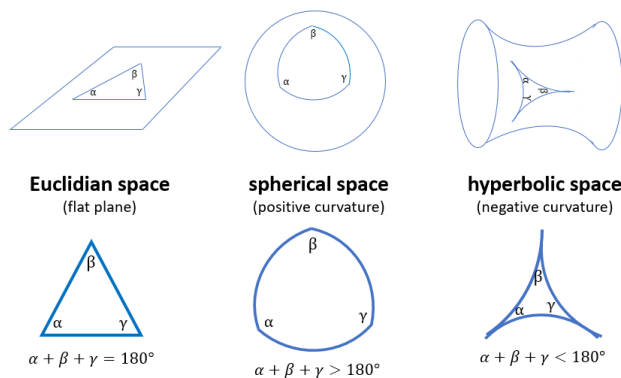 β
α γ
β
α γ
α
β
γ
Euclidian space
(flat plane)
spherical space
(positive curvature)
hyperbolic space
(negative curvature)
β
α γ
α + β + γ = 180°
β
α γ
α + β + γ > 180°
β
α γ
α + β + γ < 180°